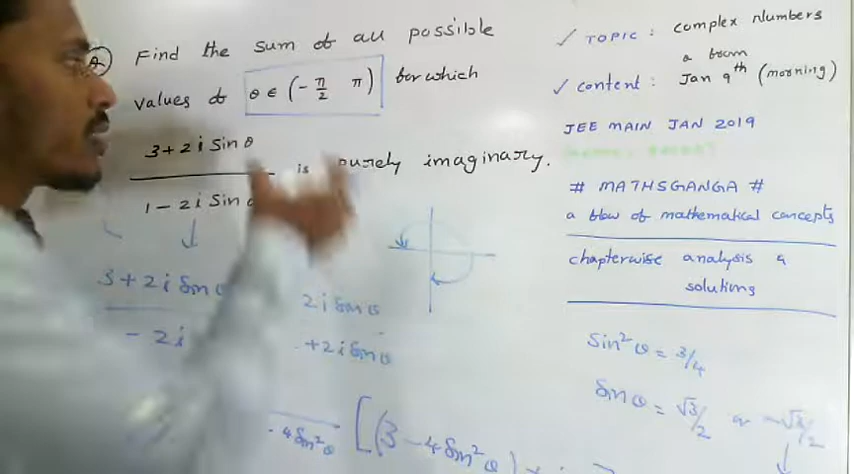 Find the sum of all possible
values of θ ∈ (-π/2 π) for which
3+2i Sin θ
is purely imaginary.
1-2i Sin
3+2i Sin θ
- 2i
2i Sin θ
+2i Sin θ
- 4 Sin²θ
[(3-4 Sin²θ) +
✓ TOPIC : complex Numbers
✓ content : Jan 9th (morning)
JEE MAIN JAN 2019
# MATHSGANGA #
a blow of mathematical concepts
chapterwise analysis &
solutions
Sin²θ = 3/4
Sin θ = √3/2 or -√3/2